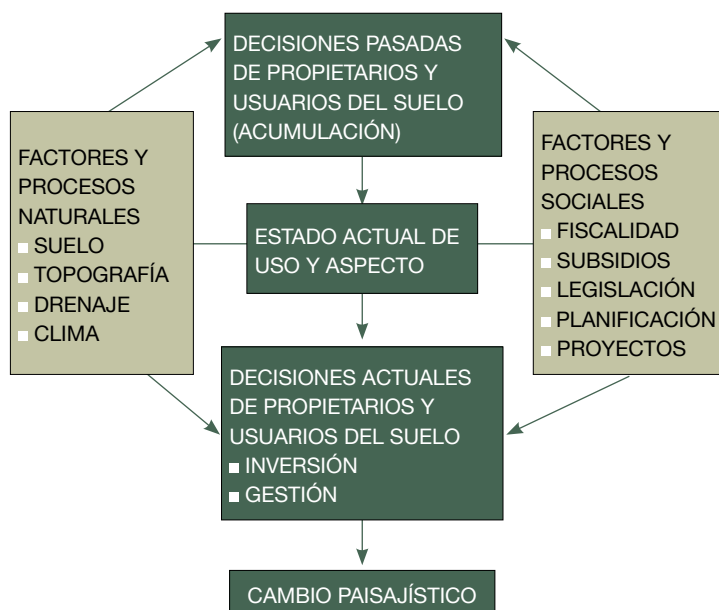 DECISIONES PASADAS
DE PROPIETARIOS Y
USUARIOS DEL SUELO
(ACUMULACIÓN)
FACTORES Y
PROCESOS
NATURALES
SUELO
TOPOGRAFÍA
DRENAJE
CLIMA
ESTADO ACTUAL DE
USO Y ASPECTO
FACTORES Y
PROCESOS
SOCIALES
FISCALIDAD
SUBSIDIOS
LEGISLACIÓN
PLANIFICACIÓN
PROYECTOS
DECISIONES ACTUALES
DE PROPIETARIOS Y
USUARIOS DEL SUELO
INVERSIÓN
GESTIÓN
CAMBIO PAISAJÍSTICO